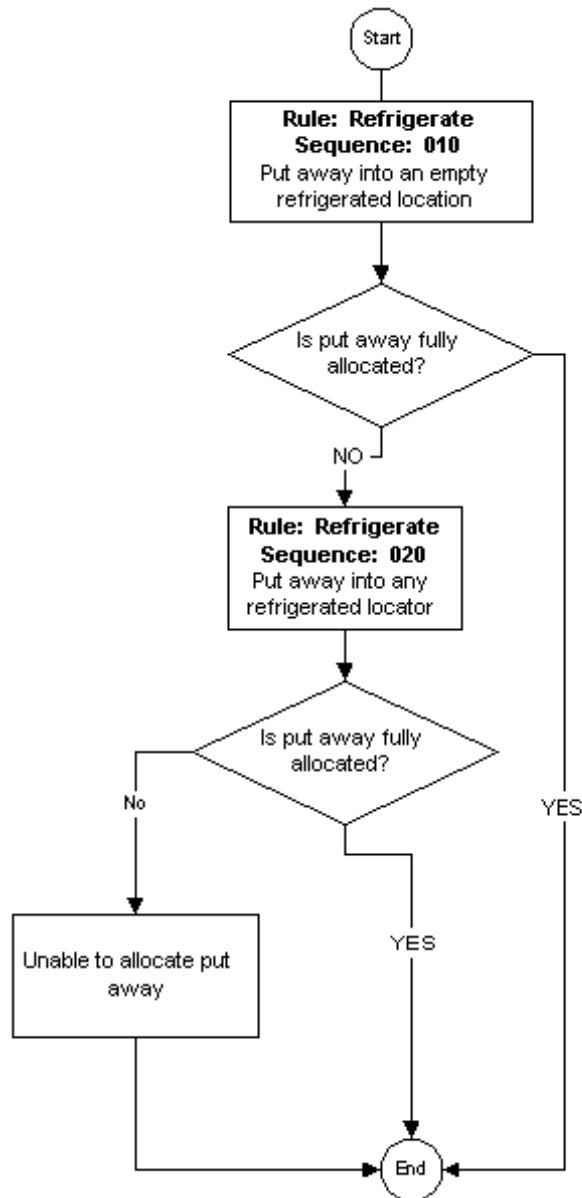 Start
Rule: Refrigerate
Sequence: 010
Put away into an empty
refrigerated location
Is put away fully
allocated?
NO
Rule: Refrigerate
Sequence: 020
Put away into any
refrigerated locator
Is put away fully
allocated?
No
YES
YES
Unable to allocate put
away
End